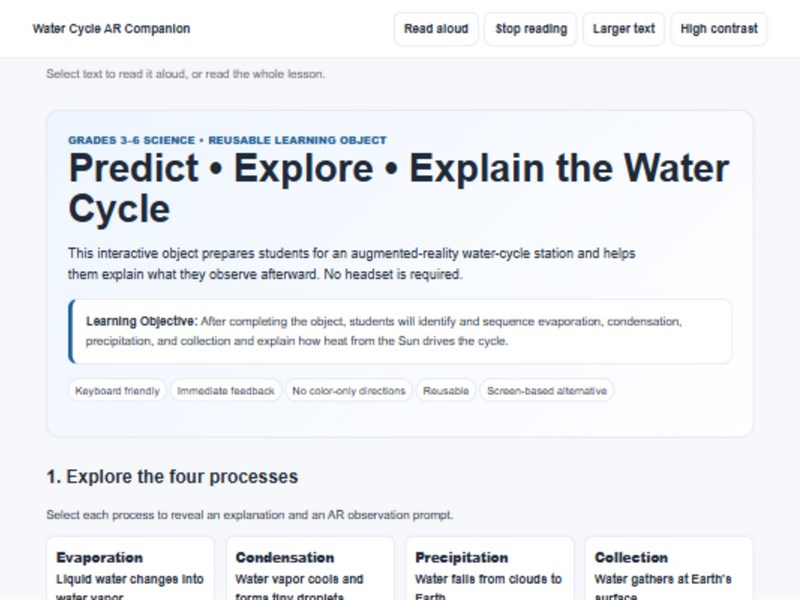 Water Cycle AR Companion
Read aloud
Stop reading
Larger text
High contrast
Select text to read it aloud, or read the whole lesson.
GRADES 3–6 SCIENCE • REUSABLE LEARNING OBJECT
Predict • Explore • Explain the Water
Cycle
This interactive object prepares students for an augmented-reality water-cycle station and helps
them explain what they observe afterward. No headset is required.
Learning Objective: After completing the object, students will identify and sequence evaporation, condensation,
precipitation, and collection and explain how heat from the Sun drives the cycle.
Keyboard friendly
Immediate feedback
No color-only directions
Reusable
Screen-based alternative
1. Explore the four processes
Select each process to reveal an explanation and an AR observation prompt.
Evaporation
Liquid water changes into
water vapor.
Condensation
Water vapor cools and
forms tiny droplets.
Precipitation
Water falls from clouds to
Earth.
Collection
Water gathers at Earth's
surface.